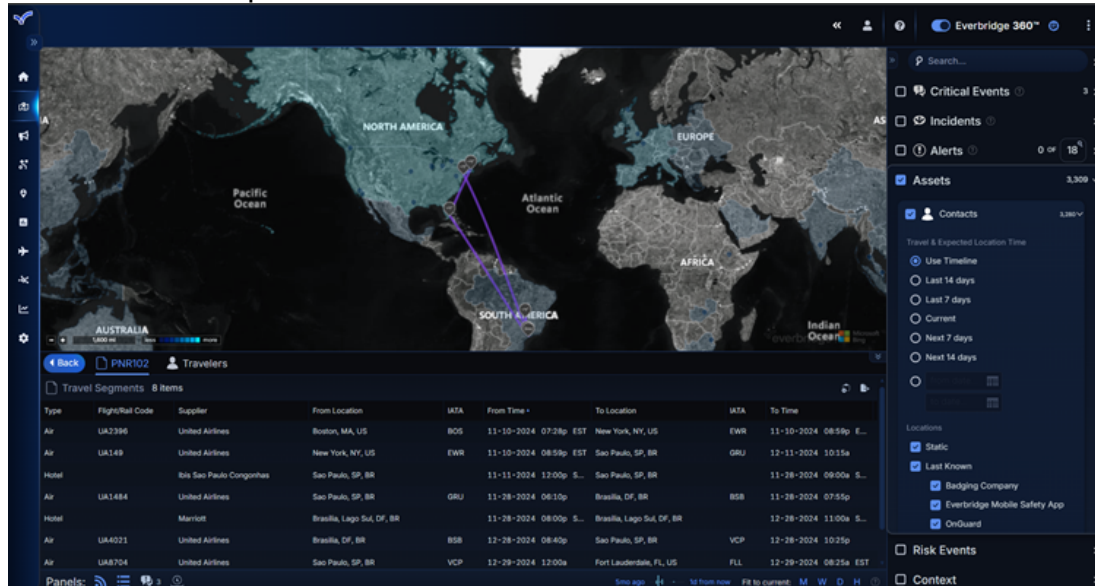 Everbridge 360™
Search...
Critical Events 3
Incidents
Alerts 0 OF 18
Assets 3,309
Contacts 3,280
Travel & Expected Location Time
Use Timeline
Last 14 days
Last 7 days
Current
Next 7 days
Next 14 days
Locations
Static
Last Known
Badging Company
Everbridge Mobile Safety App
OnGuard
Risk Events
Context
NORTH AMERICA
EUROPE
AS
Pacific
Ocean
Atlantic
Ocean
AFRICA
SOUTH AMERICA
Indian
Ocean
AUSTRALIA
1,800 mi less more
everbridge Microsoft Bing
Back PNR102 Travelers
Travel Segments 8 items
Type Flight/Rail Code Supplier From Location IATA From Time To Location IATA To Time
Air UA2396 United Airlines Boston, MA, US BOS 11-10-2024 07:28p EST New York, NY, US EWR 11-10-2024 08:59p E...
Air UA149 United Airlines New York, NY, US EWR 11-10-2024 08:59p EST Sao Paulo, SP, BR GRU 12-11-2024 10:15a
Hotel Ibis Sao Paulo Congonhas Sao Paulo, SP, BR 11-11-2024 12:00p S... Sao Paulo, SP, BR 11-28-2024 09:00a S...
Air UA1484 United Airlines Sao Paulo, SP, BR GRU 11-28-2024 06:10p Brasilia, DF, BR BSB 11-28-2024 07:55p
Hotel Marriott Brasilia, Lago Sul, DF, BR 11-28-2024 08:00p S... Brasilia, Lago Sul, DF, BR 12-28-2024 11:00a S...
Air UA4021 United Airlines Brasilia, DF, BR BSB 12-28-2024 08:40p Sao Paulo, SP, BR VCP 12-28-2024 10:25p
Air UA8704 United Airlines Sao Paulo, SP, BR VCP 12-29-2024 12:00a Fort Lauderdale, FL, US FLL 12-29-2024 08:25a EST
Panels: 3 5mo ago 1d from now Fit to current: M W D H